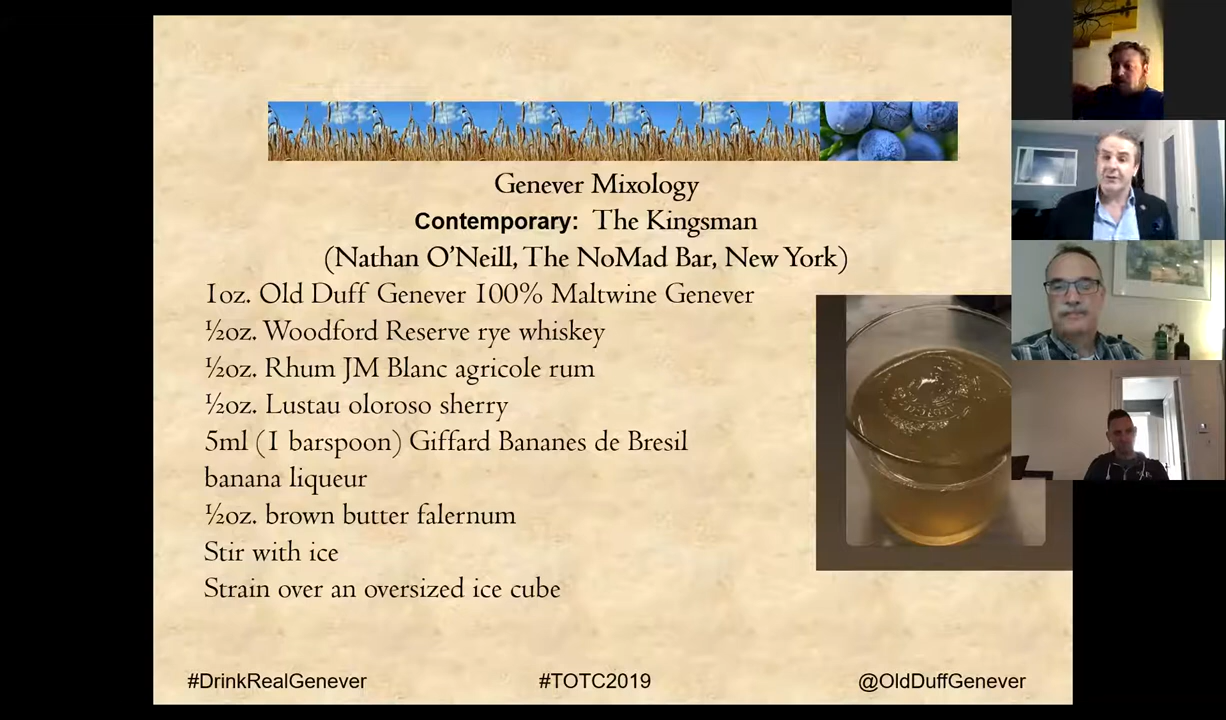 Genever Mixology
Contemporary: The Kingsman
(Nathan O'Neill, The NoMad Bar, New York)
1oz. Old Duff Genever 100% Maltwine Genever
½oz. Woodford Reserve rye whiskey
½oz. Rhum JM Blanc agricole rum
½oz. Lustau oloroso sherry
5ml (1 barspoon) Giffard Bananes de Bresil
banana liqueur
½oz. brown butter falernum
Stir with ice
Strain over an oversized ice cube
#DrinkRealGenever #TOTC2019 @OldDuffGenever